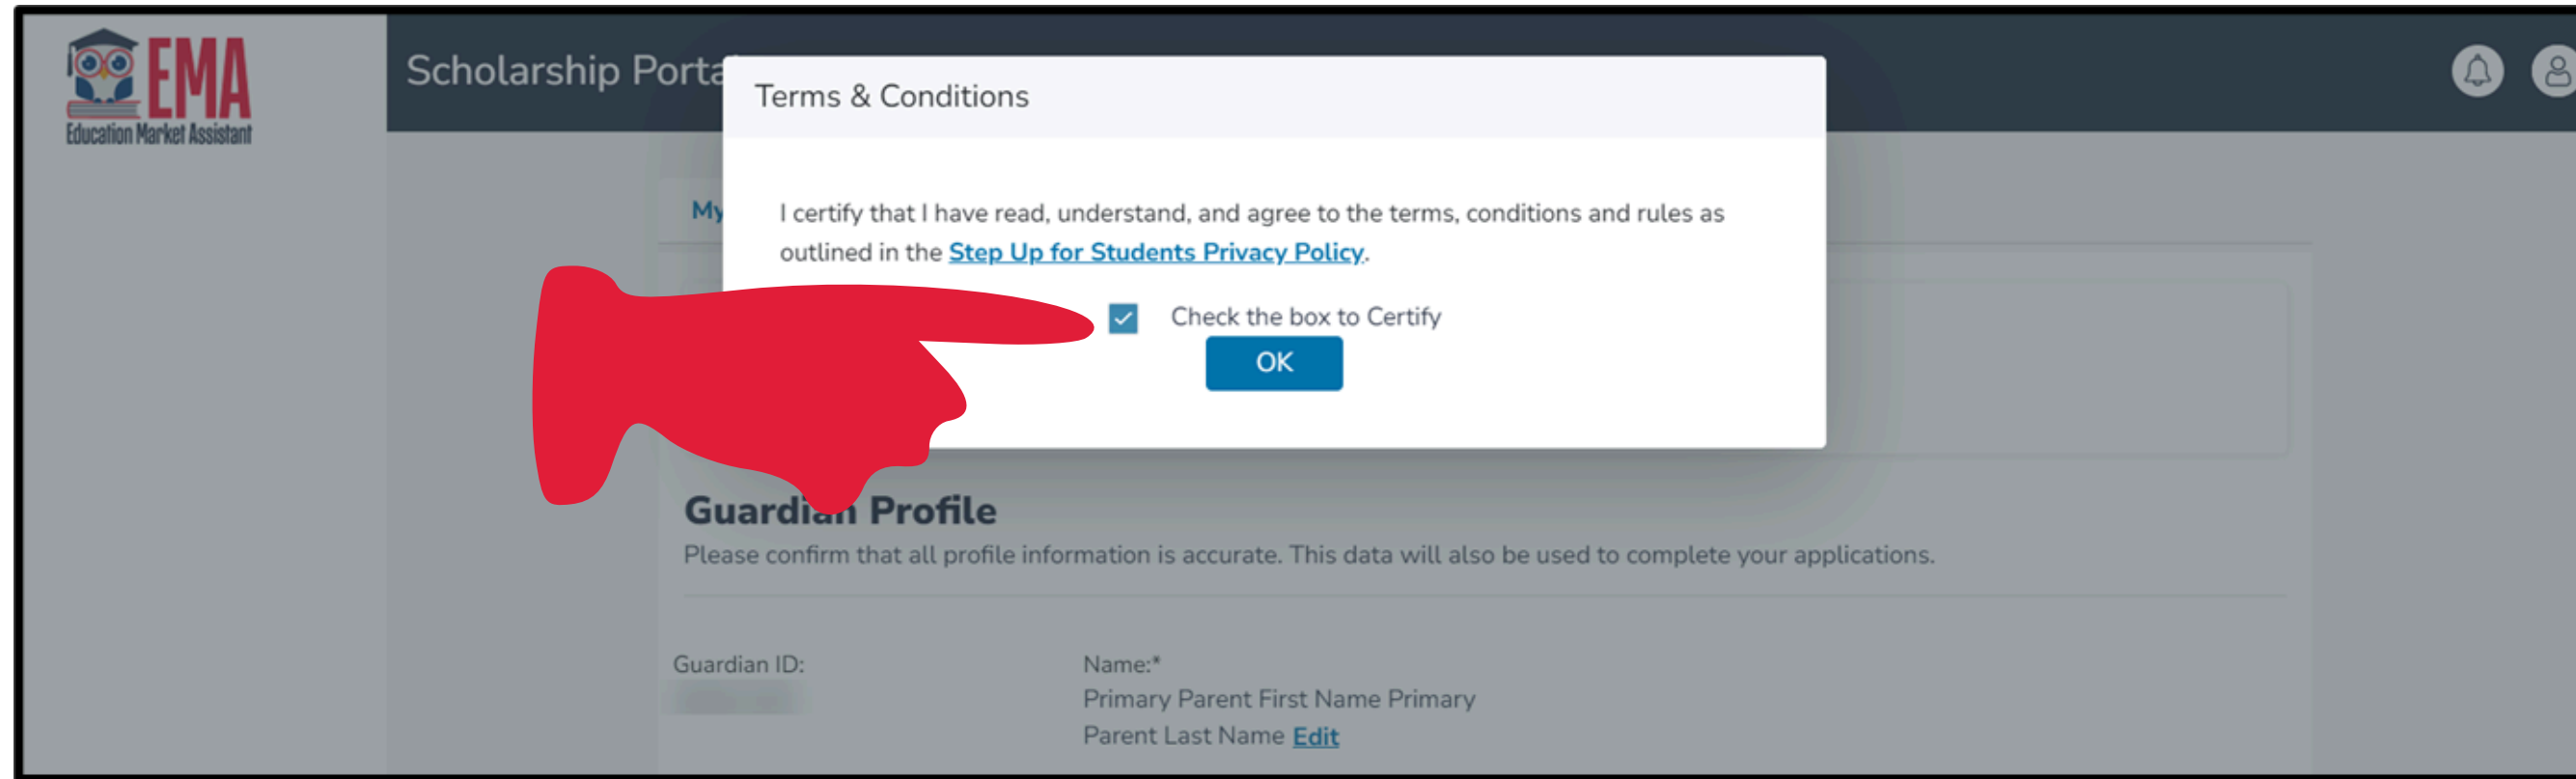 EMA
Education Market Assistant
Scholarship Porta
Terms & Conditions
My
I certify that I have read, understand, and agree to the terms, conditions and rules as
outlined in the Step Up for Students Privacy Policy.
Check the box to Certify
OK
Guardian Profile
Please confirm that all profile information is accurate. This data will also be used to complete your applications.
Guardian ID:
Name:*
Primary Parent First Name Primary
Parent Last Name Edit